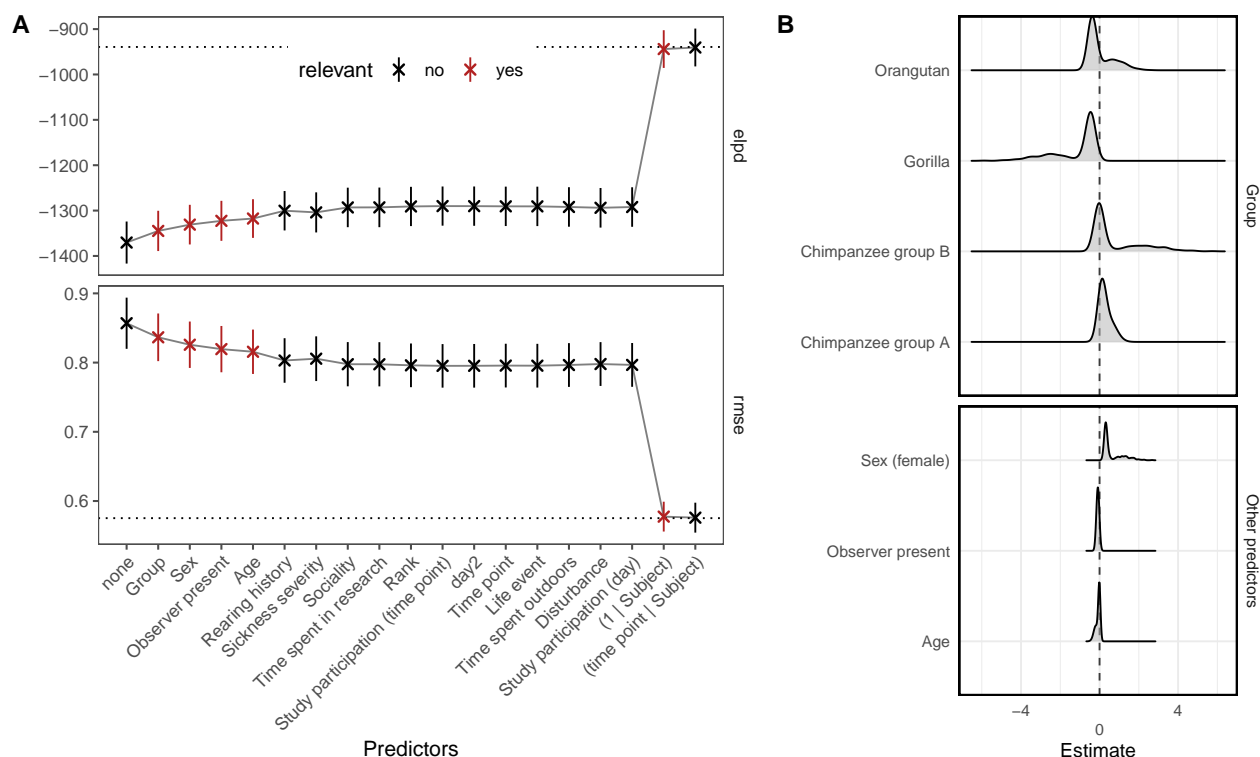 A
−900
−1000
−1100
−1200
−1300
−1400
relevant no yes
elpd
0.9
0.8
0.7
0.6
rmse
none
Group
Sex
Observer present
Age
Rearing history
Sickness severity
Sociality
Time spent in research
Rank
Study participation (time point)
day2
Time point
Life event
Time spent outdoors
Disturbance
Study participation (day)
(1 | Subject)
(time point | Subject)
Predictors
B
Orangutan
Gorilla
Chimpanzee group B
Chimpanzee group A
Group
Sex (female)
Observer present
Age
Other predictors
−4
0
4
Estimate